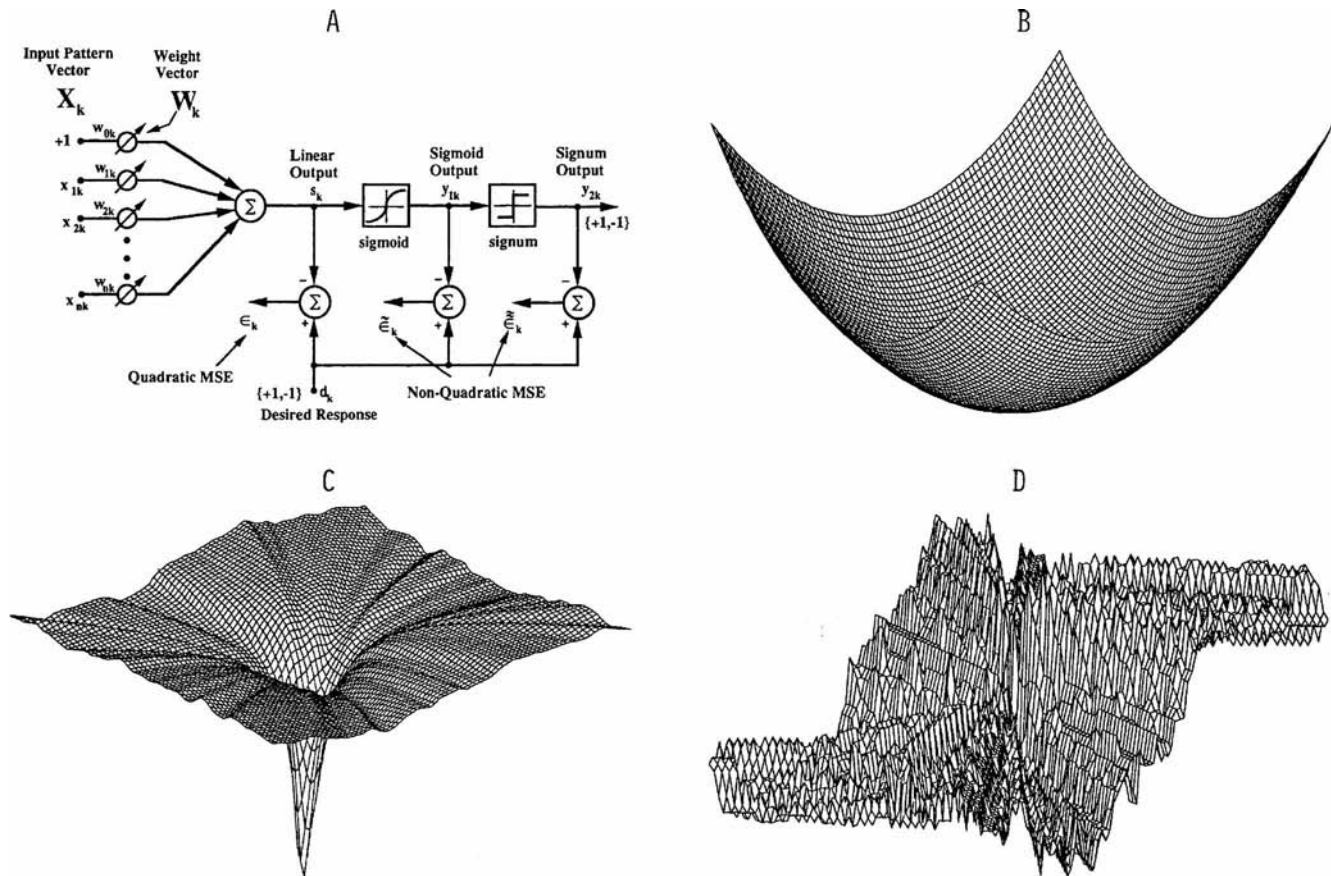 A
B
Input Pattern
Vector
Weight
Vector
X k
W k
+1
w 0k
x 1k
w 1k
x 2k
w 2k
x nk
w nk
Σ
Linear
Output
s k
sigmoid
Sigmoid
Output
y 1k
signum
Signum
Output
y 2k
{+1,-1}
−
−
−
Σ
Σ
Σ
+
+
+
∈ k
∈̃ k
∈̃̃ k
Quadratic MSE
Non-Quadratic MSE
{+1,-1}
d k
Desired Response
C
D